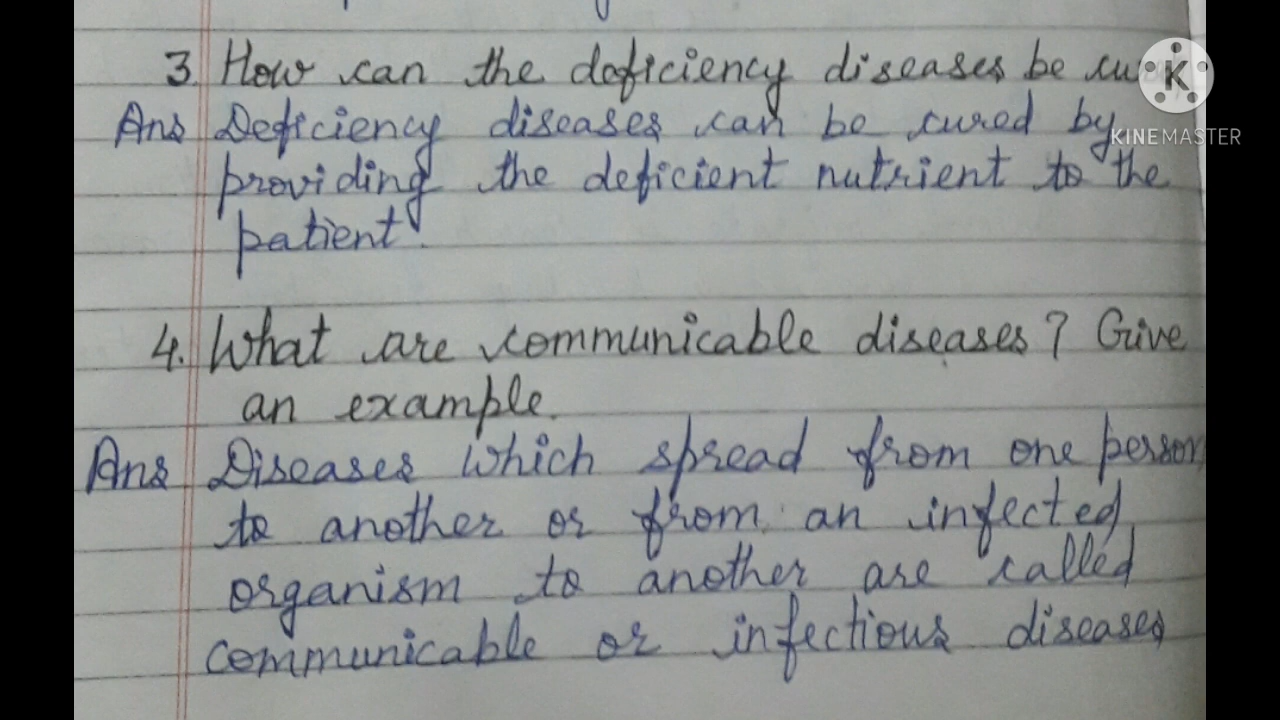 3. How can the deficiency diseases be
KINEMASTER
Ans Deficiency diseases can be cured by
providing the deficient nutrient to the
patient.
4. What are communicable diseases? Give
an example.
Ans Diseases which spread from one person
to another or from an infected
organism to another are called
communicable or infectious diseases